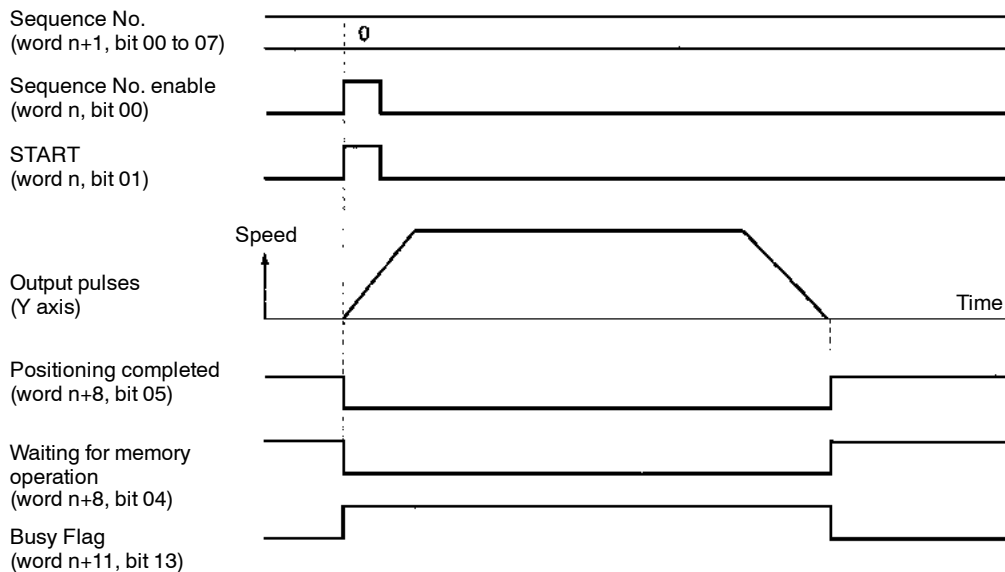 Sequence No.
(word n+1, bit 00 to 07)
0
Sequence No. enable
(word n, bit 00)
START
(word n, bit 01)
Speed
Output pulses
(Y axis)
Time
Positioning completed
(word n+8, bit 05)
Waiting for memory
operation
(word n+8, bit 04)
Busy Flag
(word n+11, bit 13)